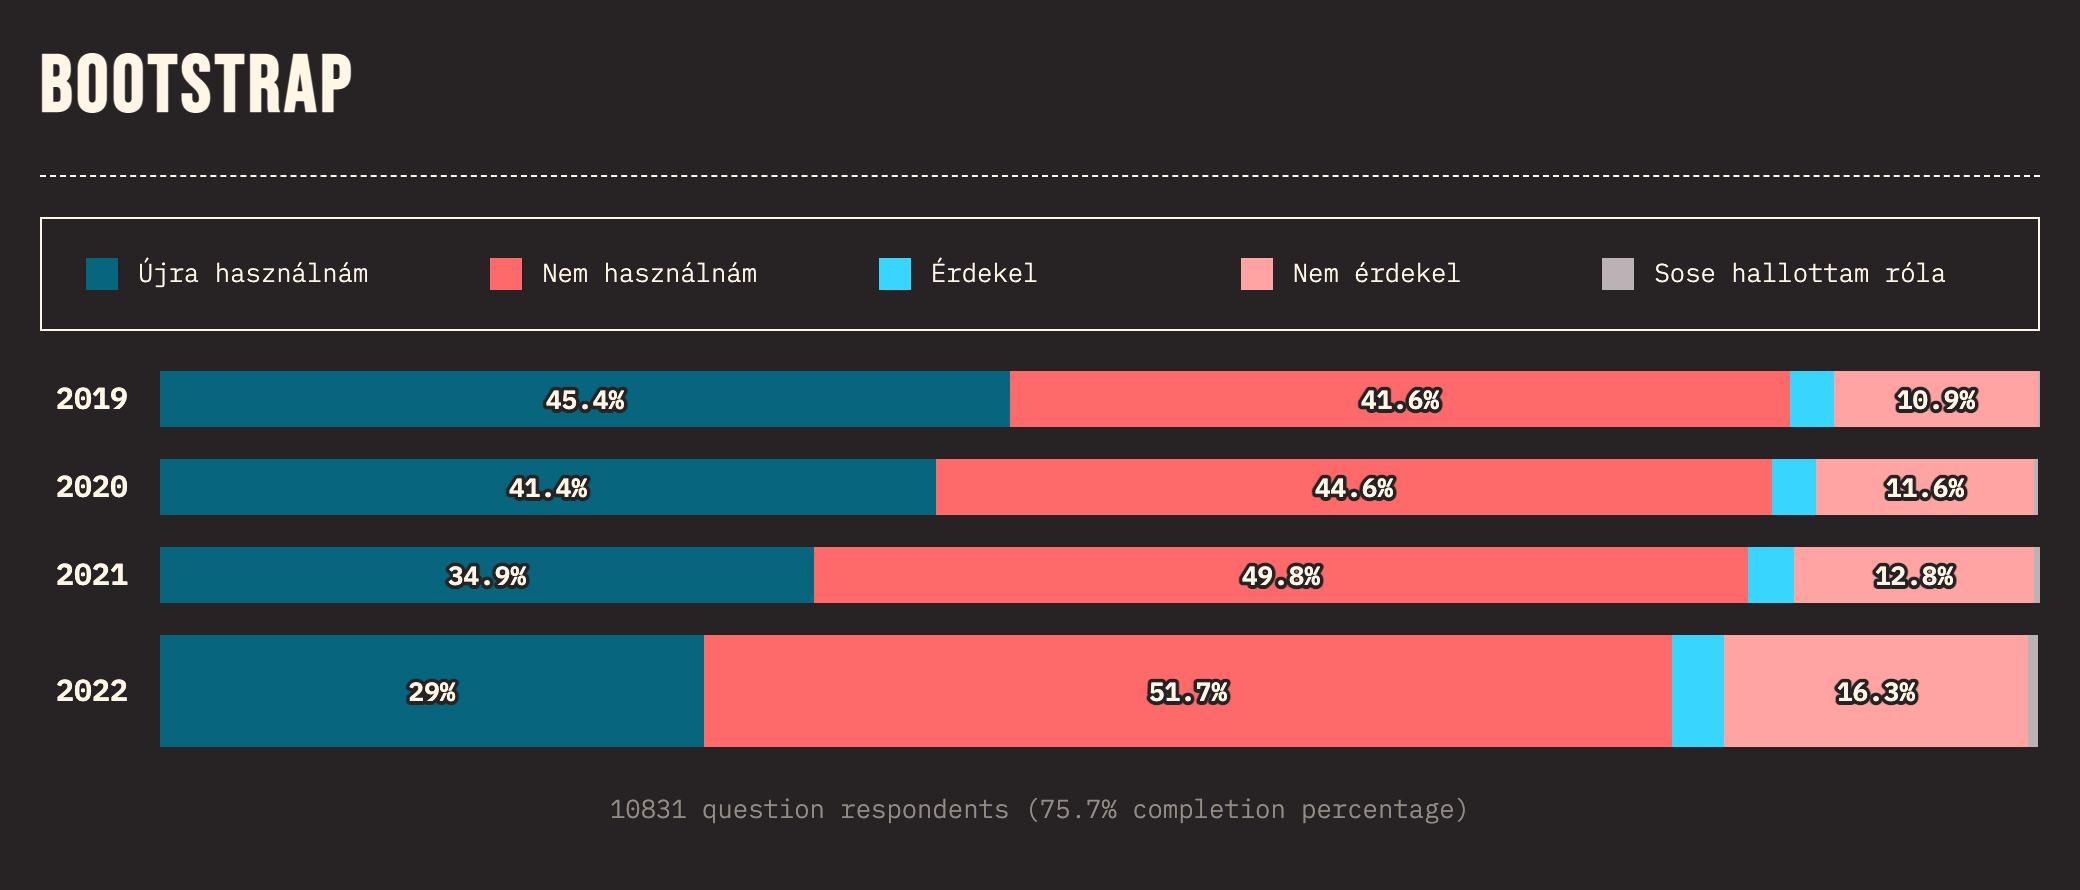 BOOTSTRAP
Újra használnám Nem használnám Érdekel Nem érdekel Sose hallottam róla
2019 45.4% 41.6% 10.9%
2020 41.4% 44.6% 11.6%
2021 34.9% 49.8% 12.8%
2022 29% 51.7% 16.3%
10831 question respondents (75.7% completion percentage)